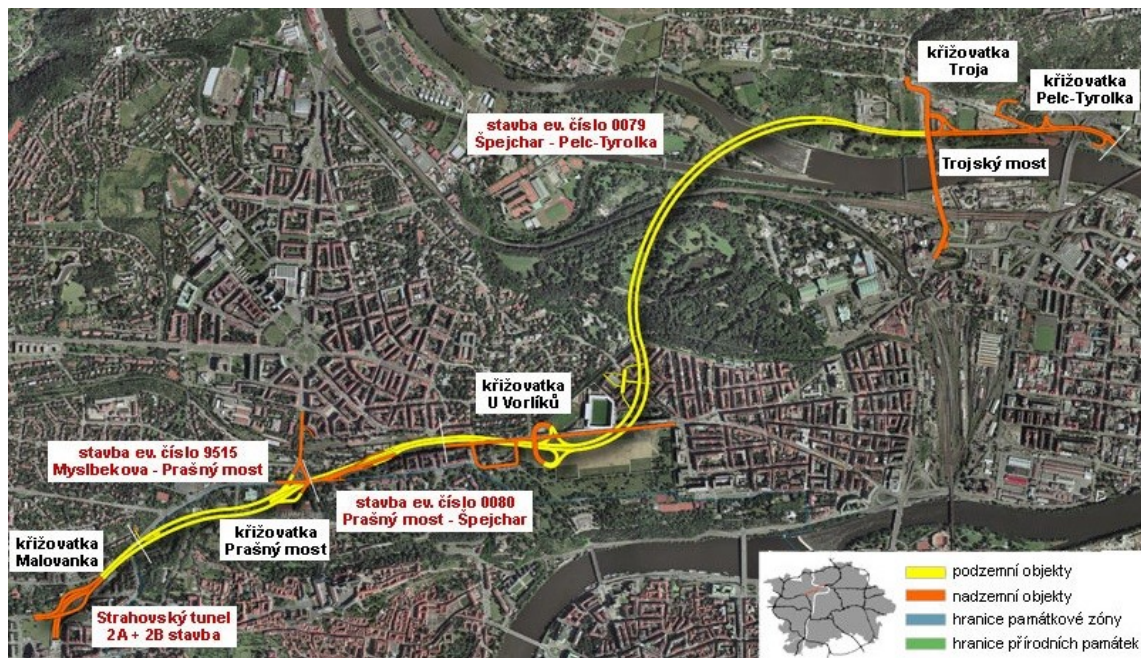 křižovatka
Troja
křižovatka
Pelc-Tyrolka
stavba ev. číslo 0079
Špejchar - Pelc-Tyrolka
Trojský most
křižovatka
U Vorlíků
stavba ev. číslo 9515
Myslbekova - Prašný most
stavba ev. číslo 0080
Prašný most - Špejchar
křižovatka
Prašný most
křižovatka
Malovanka
Strahovský tunel
2A + 2B stavba
podzemní objekty
nadzemní objekty
hranice památkové zóny
hranice přírodních památek